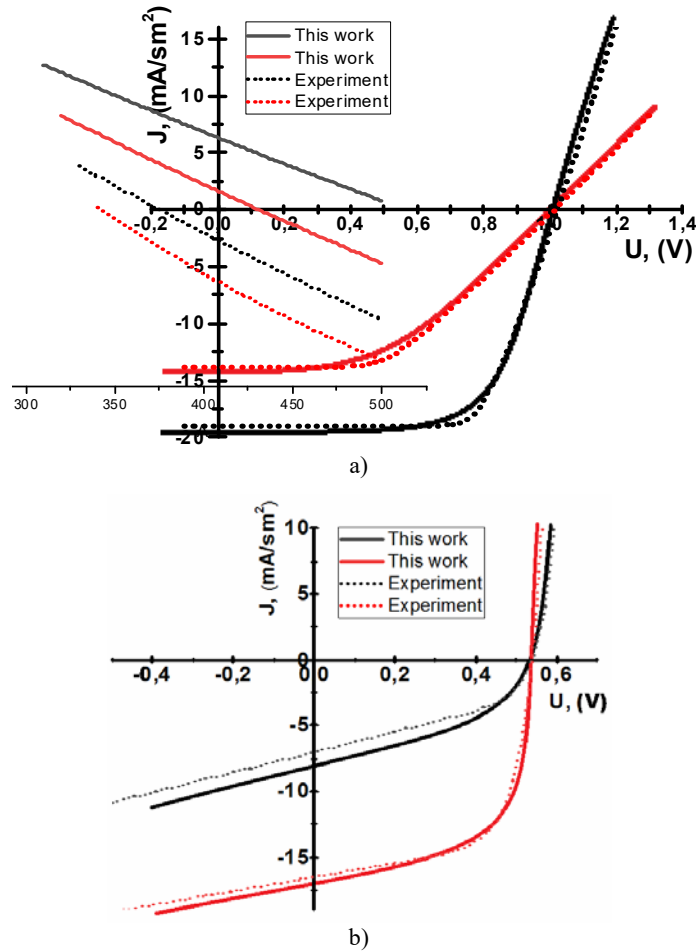 This work
This work
Experiment
Experiment
J, (mA/sm²)
15
10
5
0
-5
-10
-15
-20
-0,2 0,0 0,2 0,4 0,6 0,8 1,0 1,2 1,4
U, (V)
300 350 400 450 500
a)
This work
This work
Experiment
Experiment
J, (mA/sm²)
10
5
0
-5
-10
-15
-0,4 -0,2 0,0 0,2 0,4 0,6
U, (V)
b)